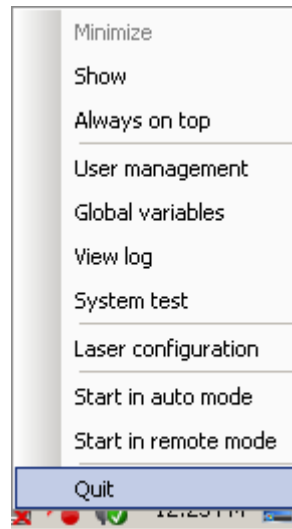 Minimize
Show
Always on top
User management
Global variables
View log
System test
Laser configuration
Start in auto mode
Start in remote mode
Quit